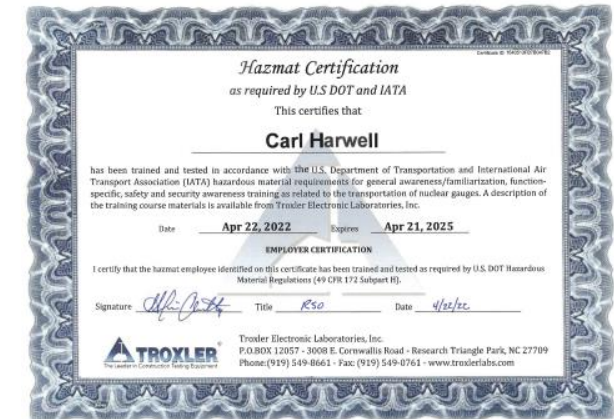 Hazmat Certification
as required by U.S DOT and IATA
This certifies that
Carl Harwell
has been trained and tested in accordance with the U.S. Department of Transportation and International Air
Transport Association (IATA) hazardous material requirements for general awareness/familiarization, function-
specific, safety and security awareness training as related to the transportation of nuclear gauges. A description of
the training course materials is available from Troxler Electronic Laboratories, Inc.
Date Apr 22, 2022 Expires Apr 21, 2025
EMPLOYER CERTIFICATION
I certify that the hazmat employee identified on this certificate has been trained and tested as required by U.S. DOT Hazardous
Material Regulations (49 CFR 172 Subpart H).
Signature Title RSO Date 4/22/22
TROXLER
The Leader in Construction Testing Equipment
Troxler Electronic Laboratories, Inc.
P.O.BOX 12057 - 3008 E. Cornwallis Road - Research Triangle Park, NC 27709
Phone:(919) 549-8661 - Fax: (919) 549-0761 - www.troxlerlabs.com